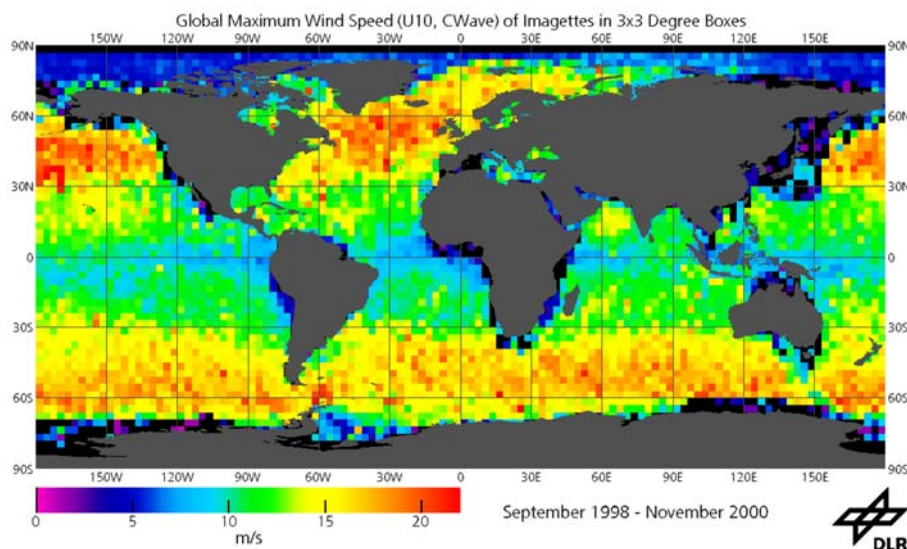 Global Maximum Wind Speed (U10, CWave) of Imagettes in 3x3 Degree Boxes
150W 120W 90W 60W 30W 0 30E 60E 90E 120E 150E
90N 90N
60N 60N
30N 30N
0 0
30S 30S
60S 60S
90S 90S
150W 120W 90W 60W 30W 0 30E 60E 90E 120E 150E
0 5 10 15 20
m/s
September 1998 - November 2000
DLR